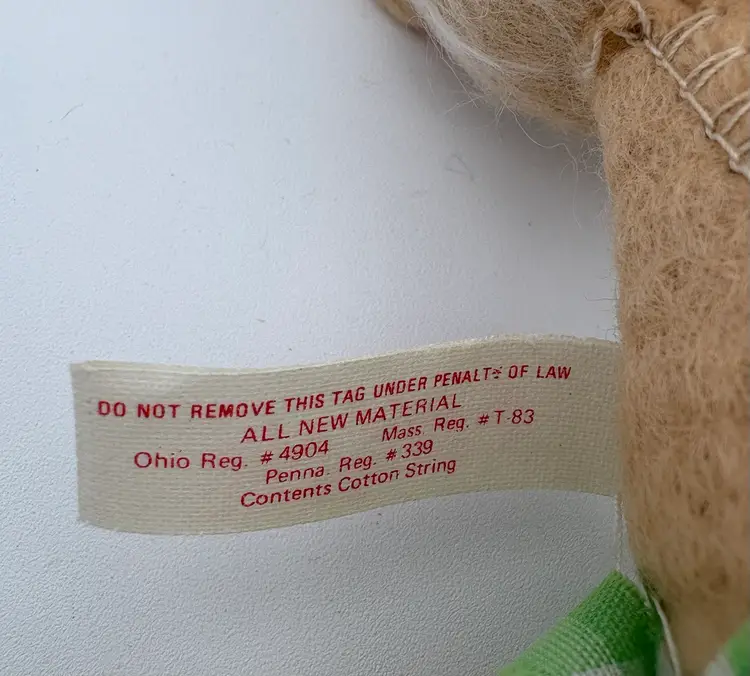 DO NOT REMOVE THIS TAG UNDER PENALTY OF LAW
ALL NEW MATERIAL
Ohio Reg. # 4904 Mass. Reg. # T-83
Penna. Reg. # 339
Contents Cotton String